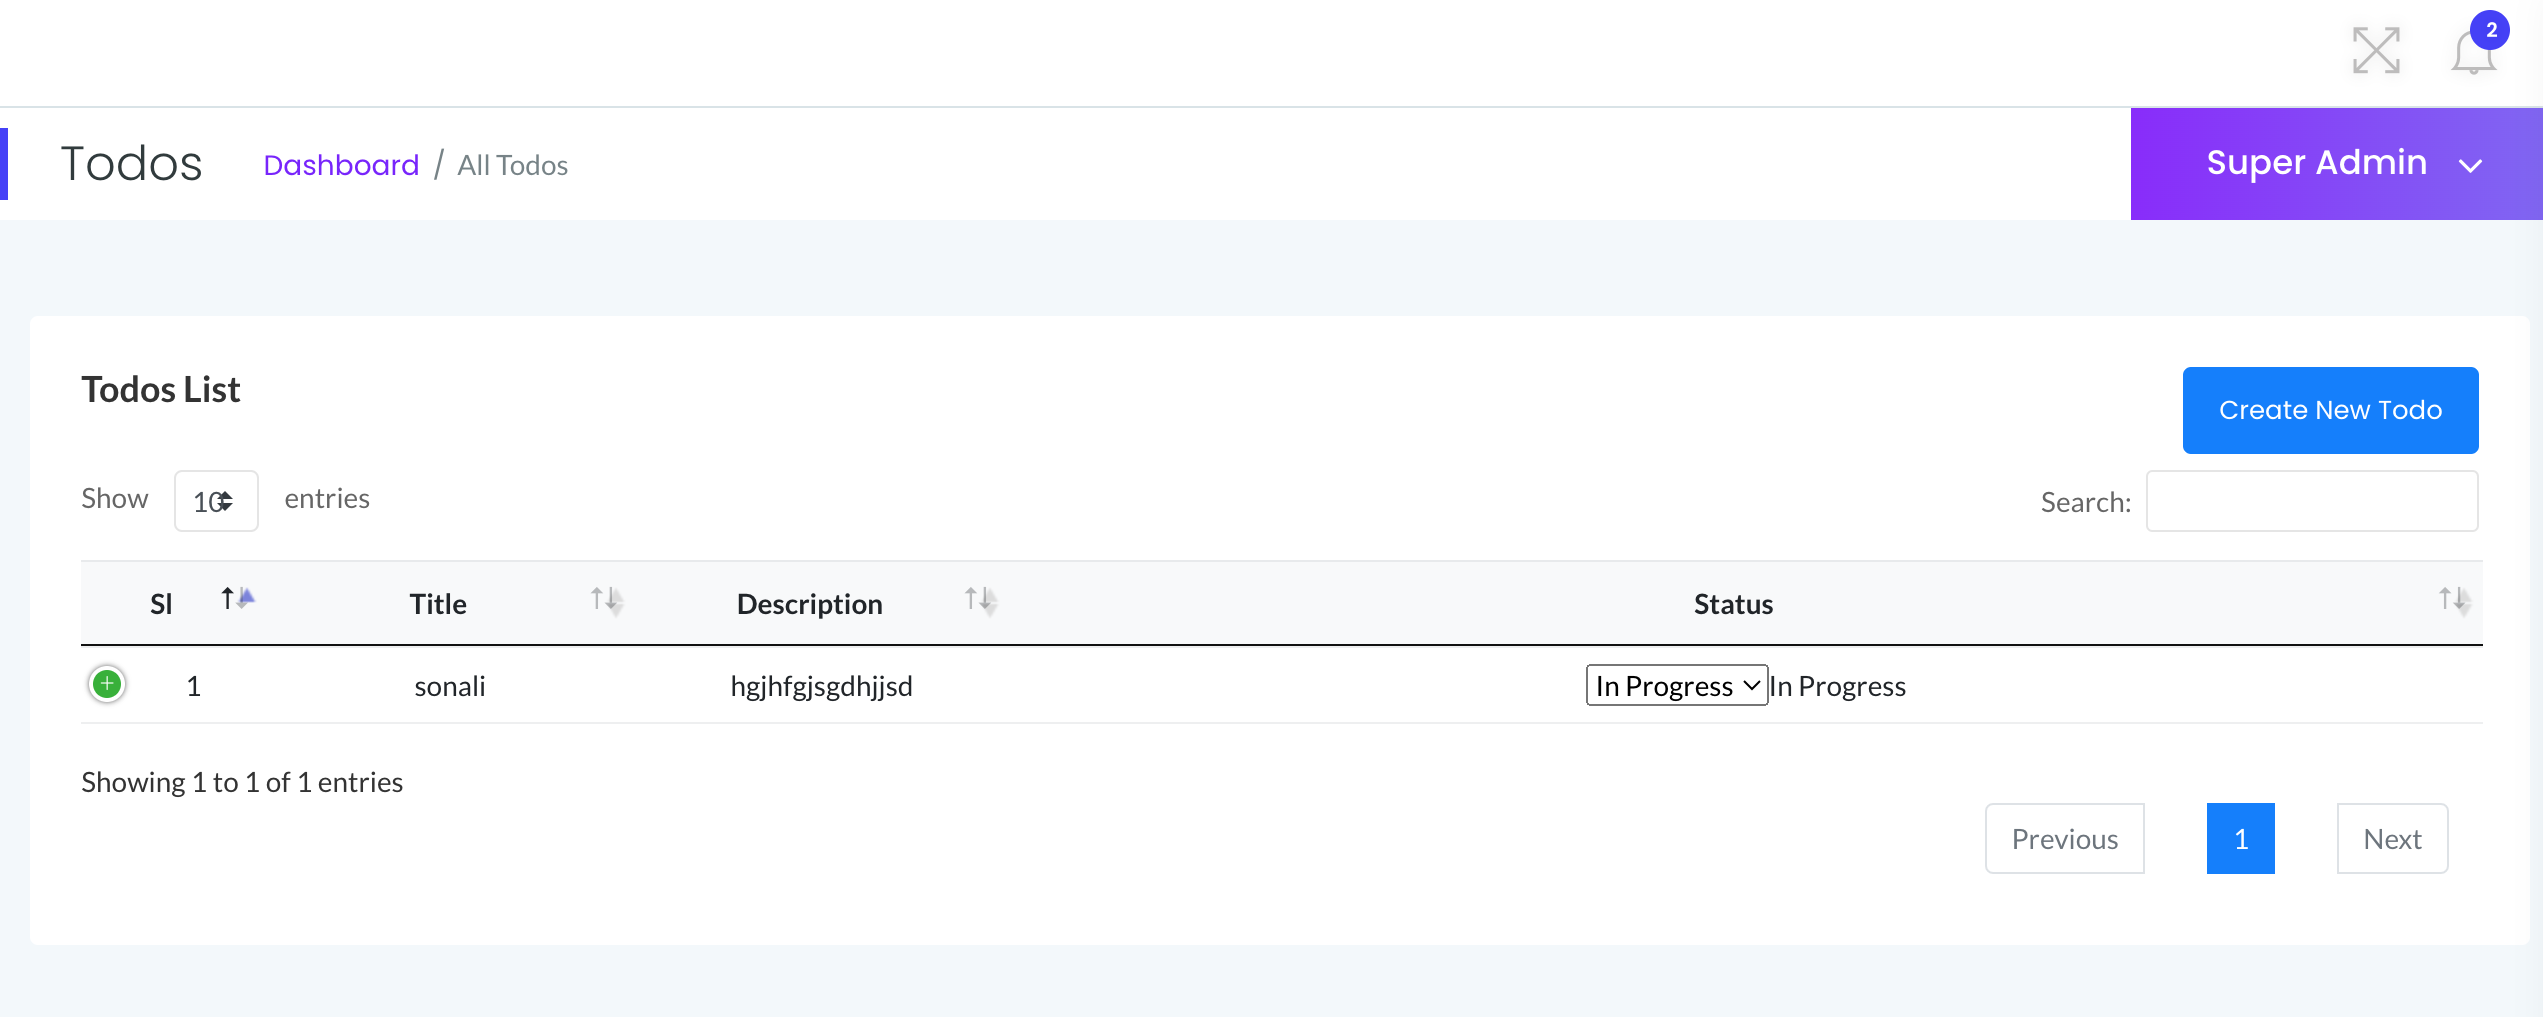 2
Todos Dashboard / All Todos Super Admin
Todos List
Create New Todo
Show 10 entries Search:
Sl Title Description Status
1 sonali hgjhfgjsgdhjjsd In Progress In Progress
Showing 1 to 1 of 1 entries
Previous 1 Next